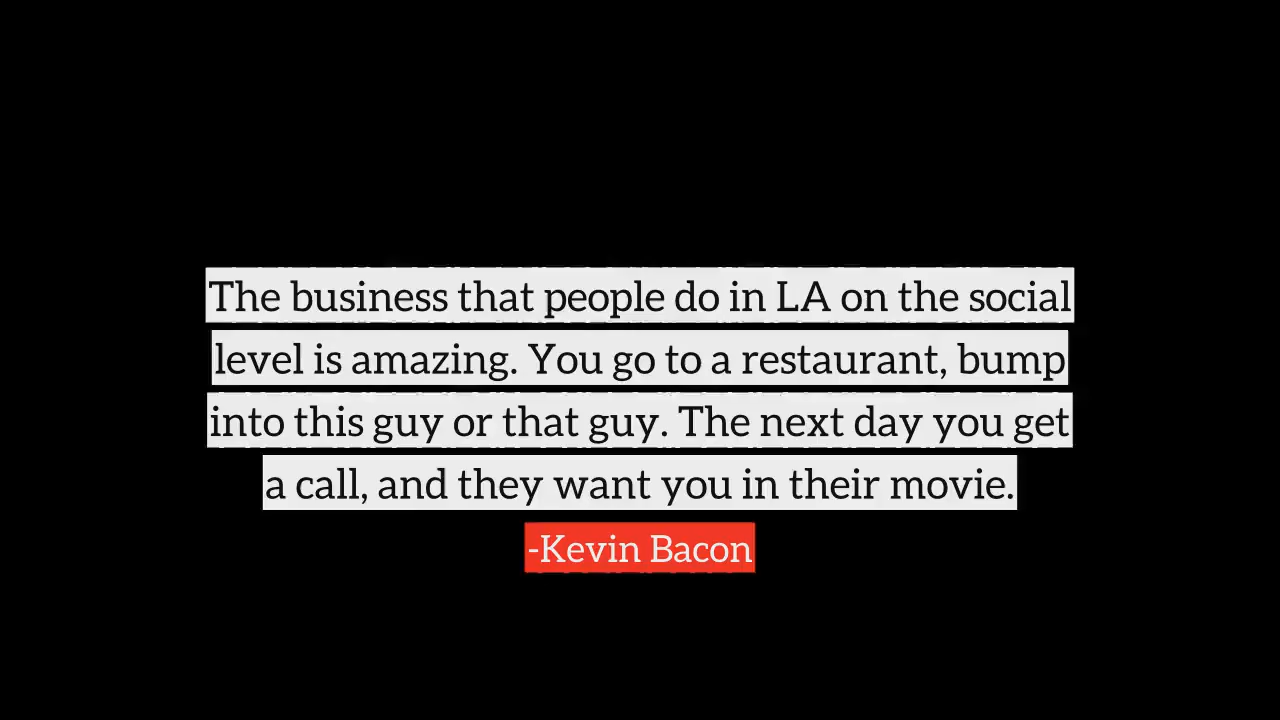 The business that people do in LA on the social
level is amazing. You go to a restaurant, bump
into this guy or that guy. The next day you get
a call, and they want you in their movie.
-Kevin Bacon